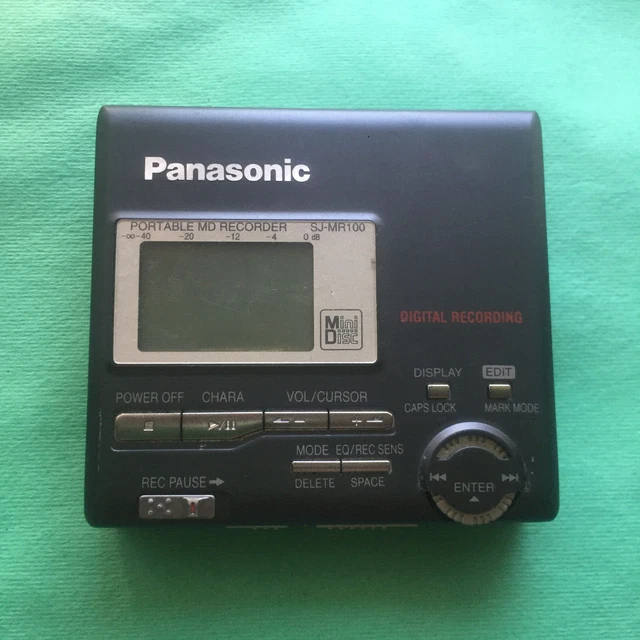 Panasonic
PORTABLE MD RECORDER SJ-MR100
-∞-40 -20 -12 -4 0 dB
Mini
Disc
DIGITAL RECORDING
DISPLAY EDIT
CAPS LOCK MARK MODE
POWER OFF CHARA VOL/CURSOR
− +
MODE EQ/REC SENS
DELETE SPACE
ENTER
REC PAUSE